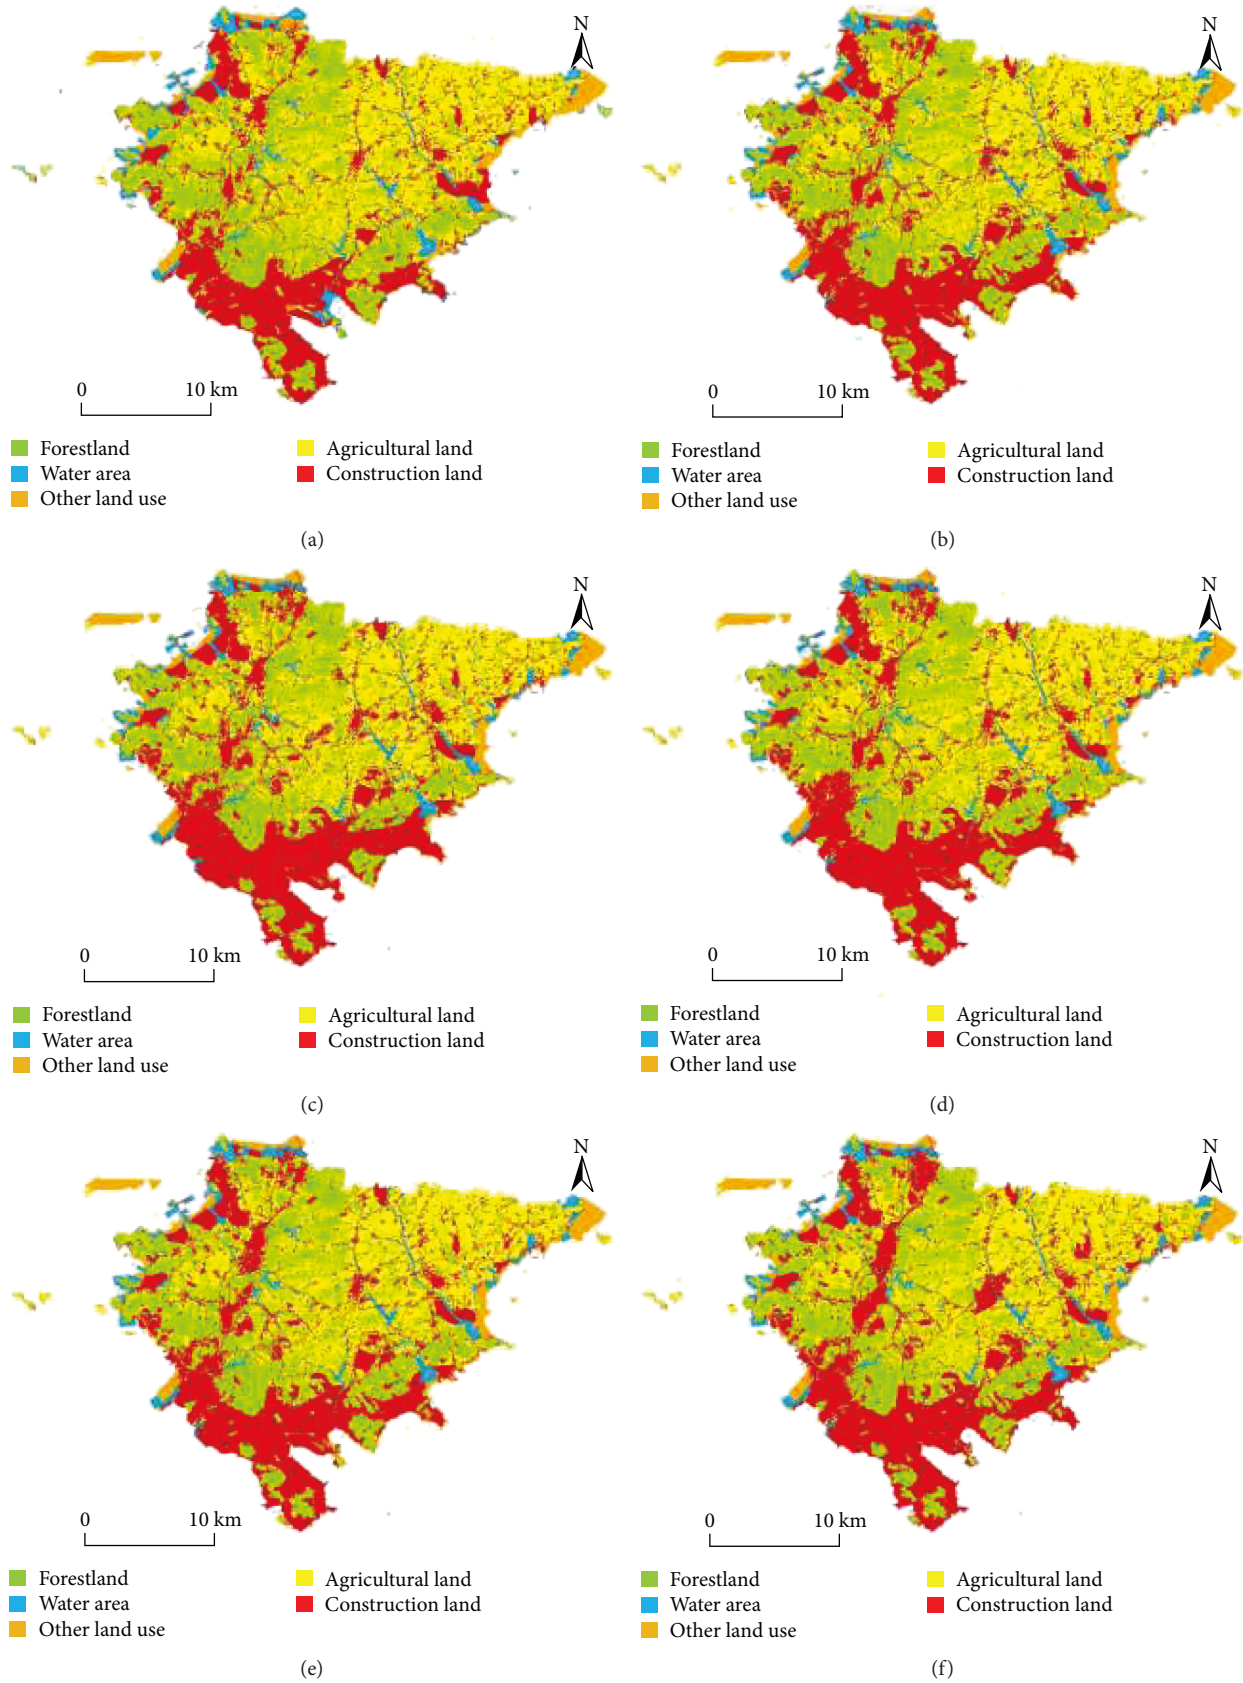 N
N
0 10 km
0 10 km
Forestland Agricultural land
Water area Construction land
Other land use
Forestland Agricultural land
Water area Construction land
Other land use
(a)
(b)
N
N
0 10 km
0 10 km
Forestland Agricultural land
Water area Construction land
Other land use
Forestland Agricultural land
Water area Construction land
Other land use
(c)
(d)
N
N
0 10 km
0 10 km
Forestland Agricultural land
Water area Construction land
Other land use
Forestland Agricultural land
Water area Construction land
Other land use
(e)
(f)